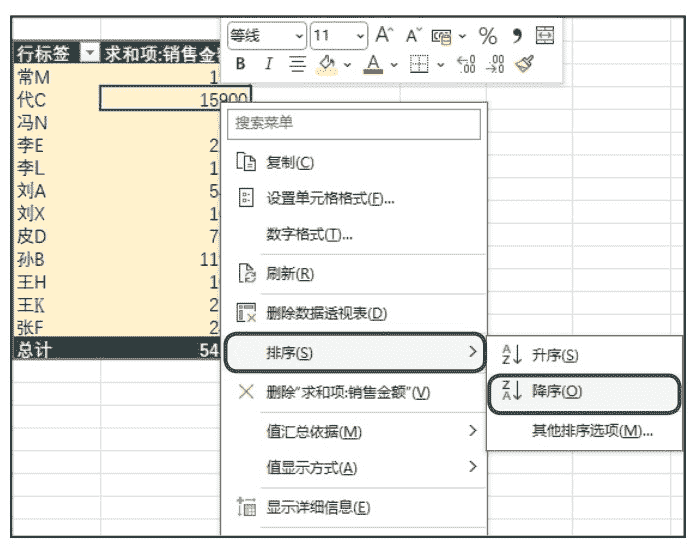 等线 11 A^ A˅ % ,
B I A .00 .00
行标签 求和项:销售金
常M 1
代C 15900
冯N
李E 2
李L 1
刘A 5
刘X 1
皮D 7
孙B 11
王H 1
王K 2
张F 2
总计 54
搜索菜单
复制(C)
设置单元格格式(F)...
数字格式(T)...
刷新(R)
删除数据透视表(D)
排序(S)
升序(S)
降序(O)
其他排序选项(M)...
删除"求和项:销售金额"(V)
值汇总依据(M)
值显示方式(A)
显示详细信息(E)